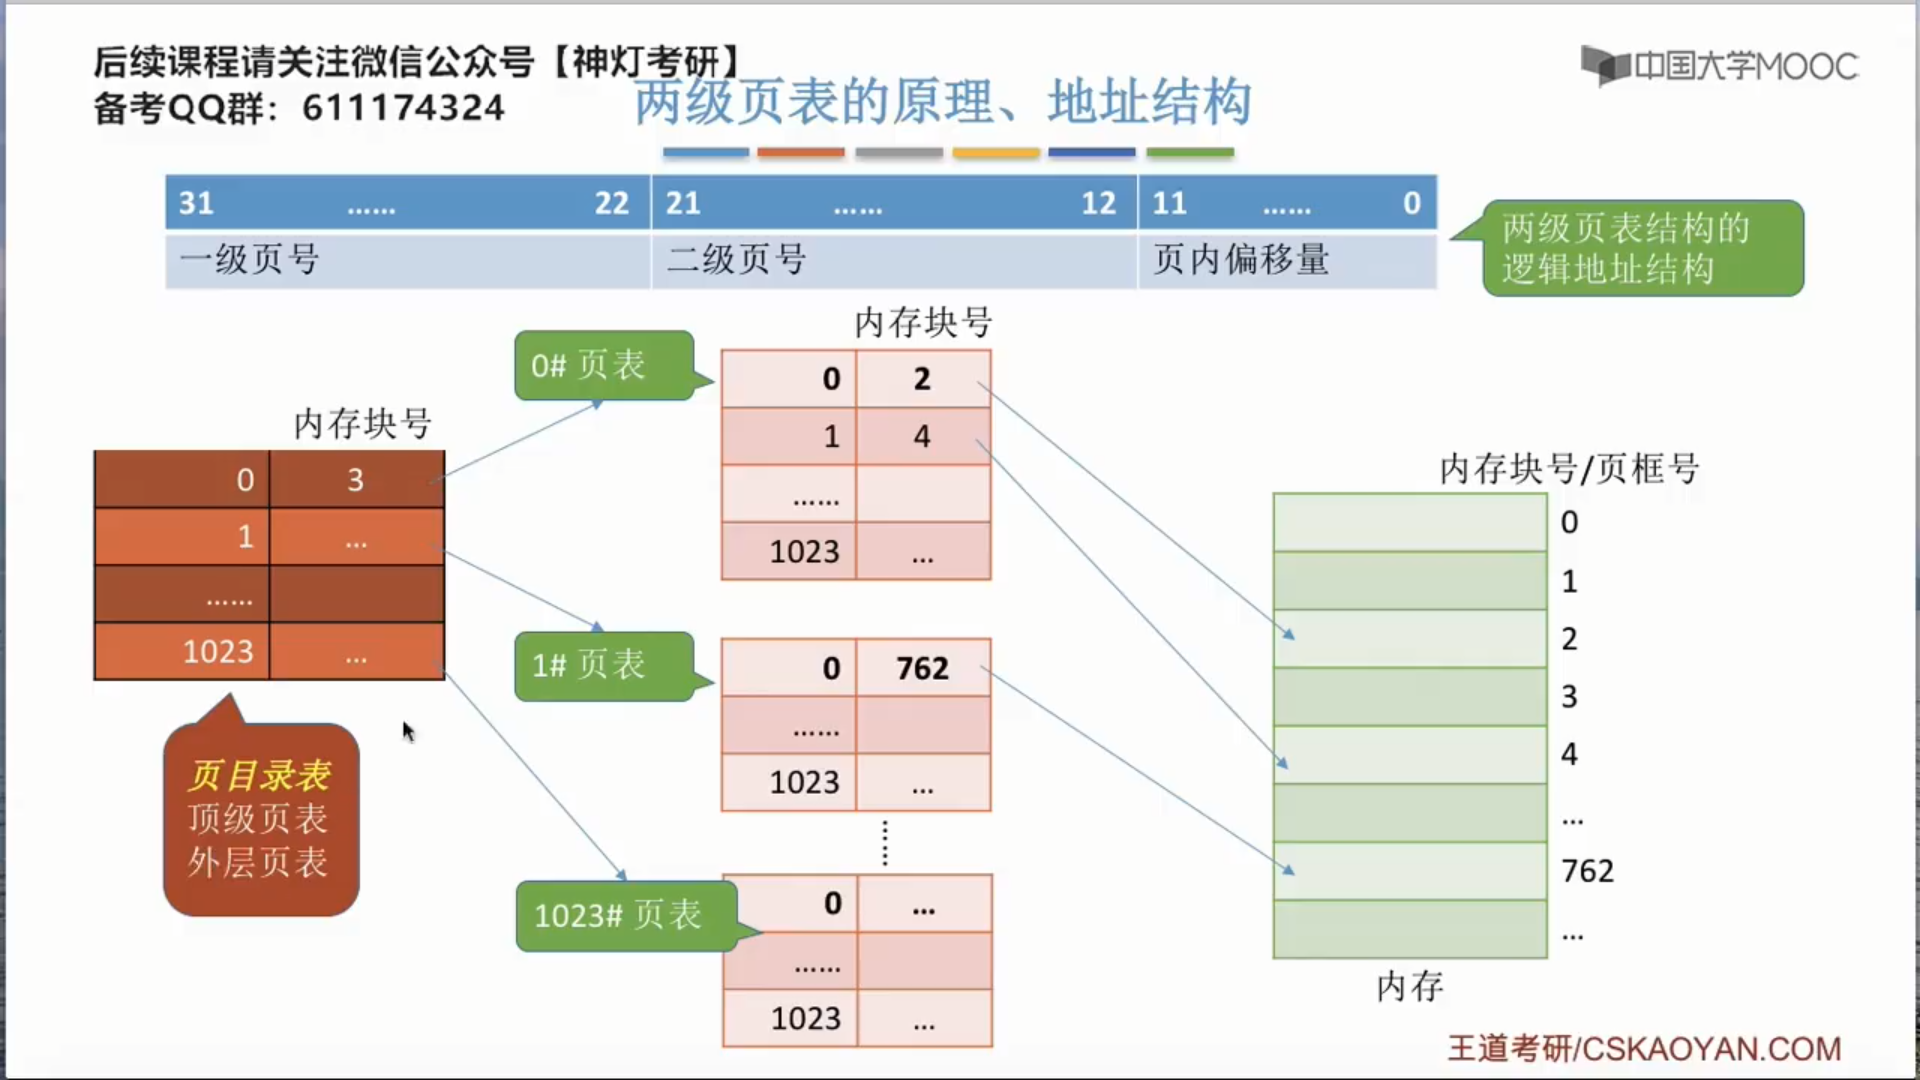 后续课程请关注微信公众号【神灯考研】
备考QQ群：611174324
中国大学MOOC
两级页表的原理、地址结构
31 …… 22 21 …… 12 11 …… 0
一级页号 二级页号 页内偏移量
两级页表结构的
逻辑地址结构
内存块号
0 3
1 …
……
1023 …
页目录表
顶级页表
外层页表
0# 页表
内存块号
0 2
1 4
……
1023 …
1# 页表
0 762
……
1023 …
……
1023# 页表
0 …
……
1023 …
内存块号/页框号
0
1
2
3
4
…
762
…
内存
王道考研/CSKAOYAN.COM